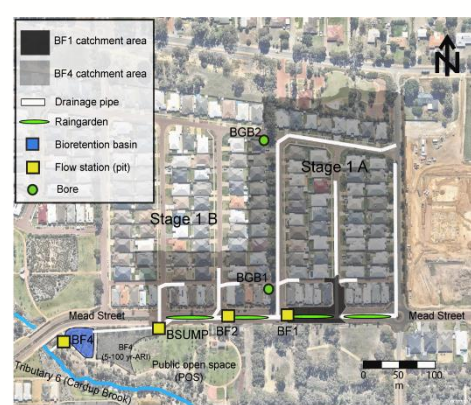 BF1 catchment area
BF4 catchment area
Drainage pipe
Raingarden
Bioretention basin
Flow station (pit)
Bore
N
BGB2
Stage 1 A
Stage 1 B
BGB1
Mead Street
BSUMP
BF2
BF1
Mead Street
BF4
BF4
(5-100 yr-ARI)
Public open space
(POS)
Tributary 6 (Cardup Brook)
0
50
100
m